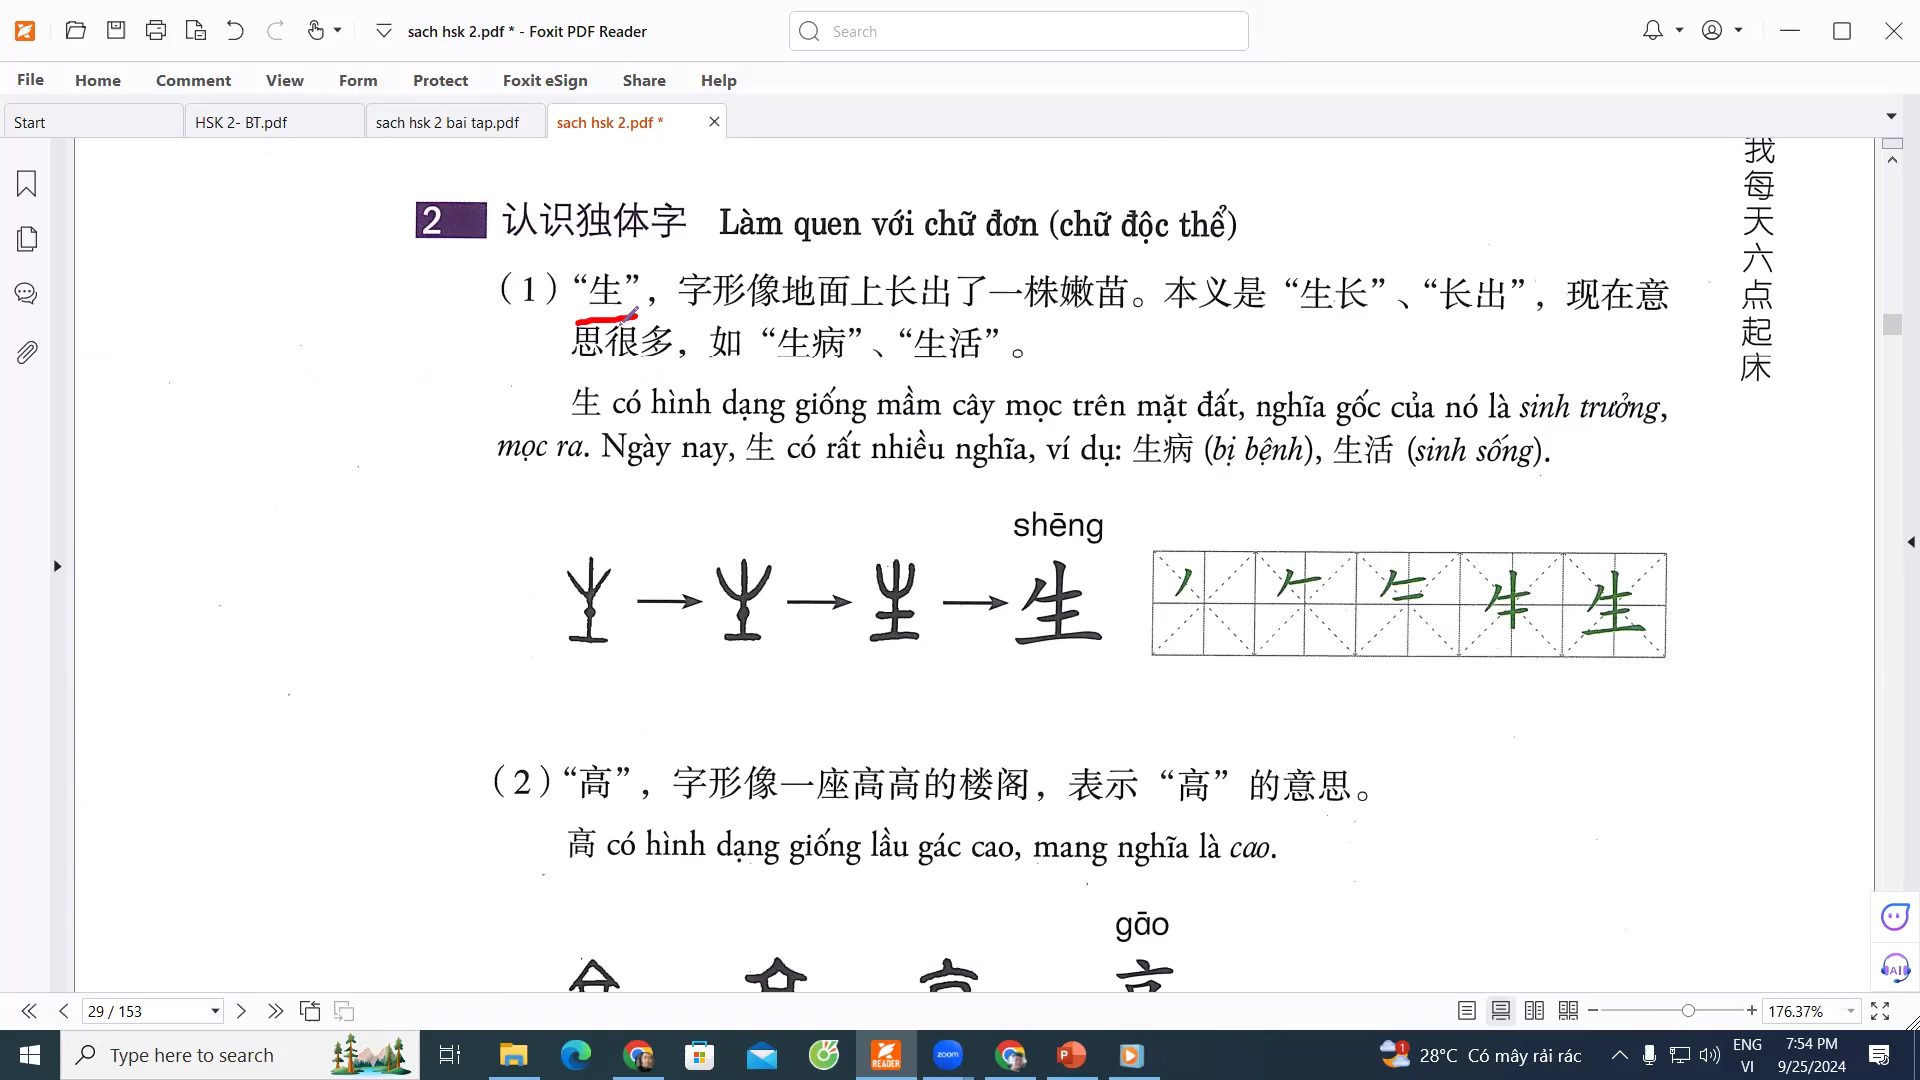 sach hsk 2.pdf * - Foxit PDF Reader
Search
File Home Comment View Form Protect Foxit eSign Share Help
Start HSK 2- BT.pdf sach hsk 2 bai tap.pdf sach hsk 2.pdf *
我每天六点起床
2 认识独体字 Làm quen với chữ đơn (chữ độc thể)
（1）“生”，字形像地面上长出了一株嫩苗。本义是“生长”、“长出”，现在意
思很多，如“生病”、“生活”。
生 có hình dạng giống mầm cây mọc trên mặt đất, nghĩa gốc của nó là sinh trưởng,
mọc ra. Ngày nay, 生 có rất nhiều nghĩa, ví dụ: 生病 (bị bệnh), 生活 (sinh sống).
shēng
生
生
（2）“高”，字形像一座高高的楼阁，表示“高”的意思。
高 có hình dạng giống lầu gác cao, mang nghĩa là cao.
gāo
29 / 153
176.37%
Type here to search
READER
zoom
1
28°C Có mây rải rác
ENG
VI
7:54 PM
9/25/2024
AI